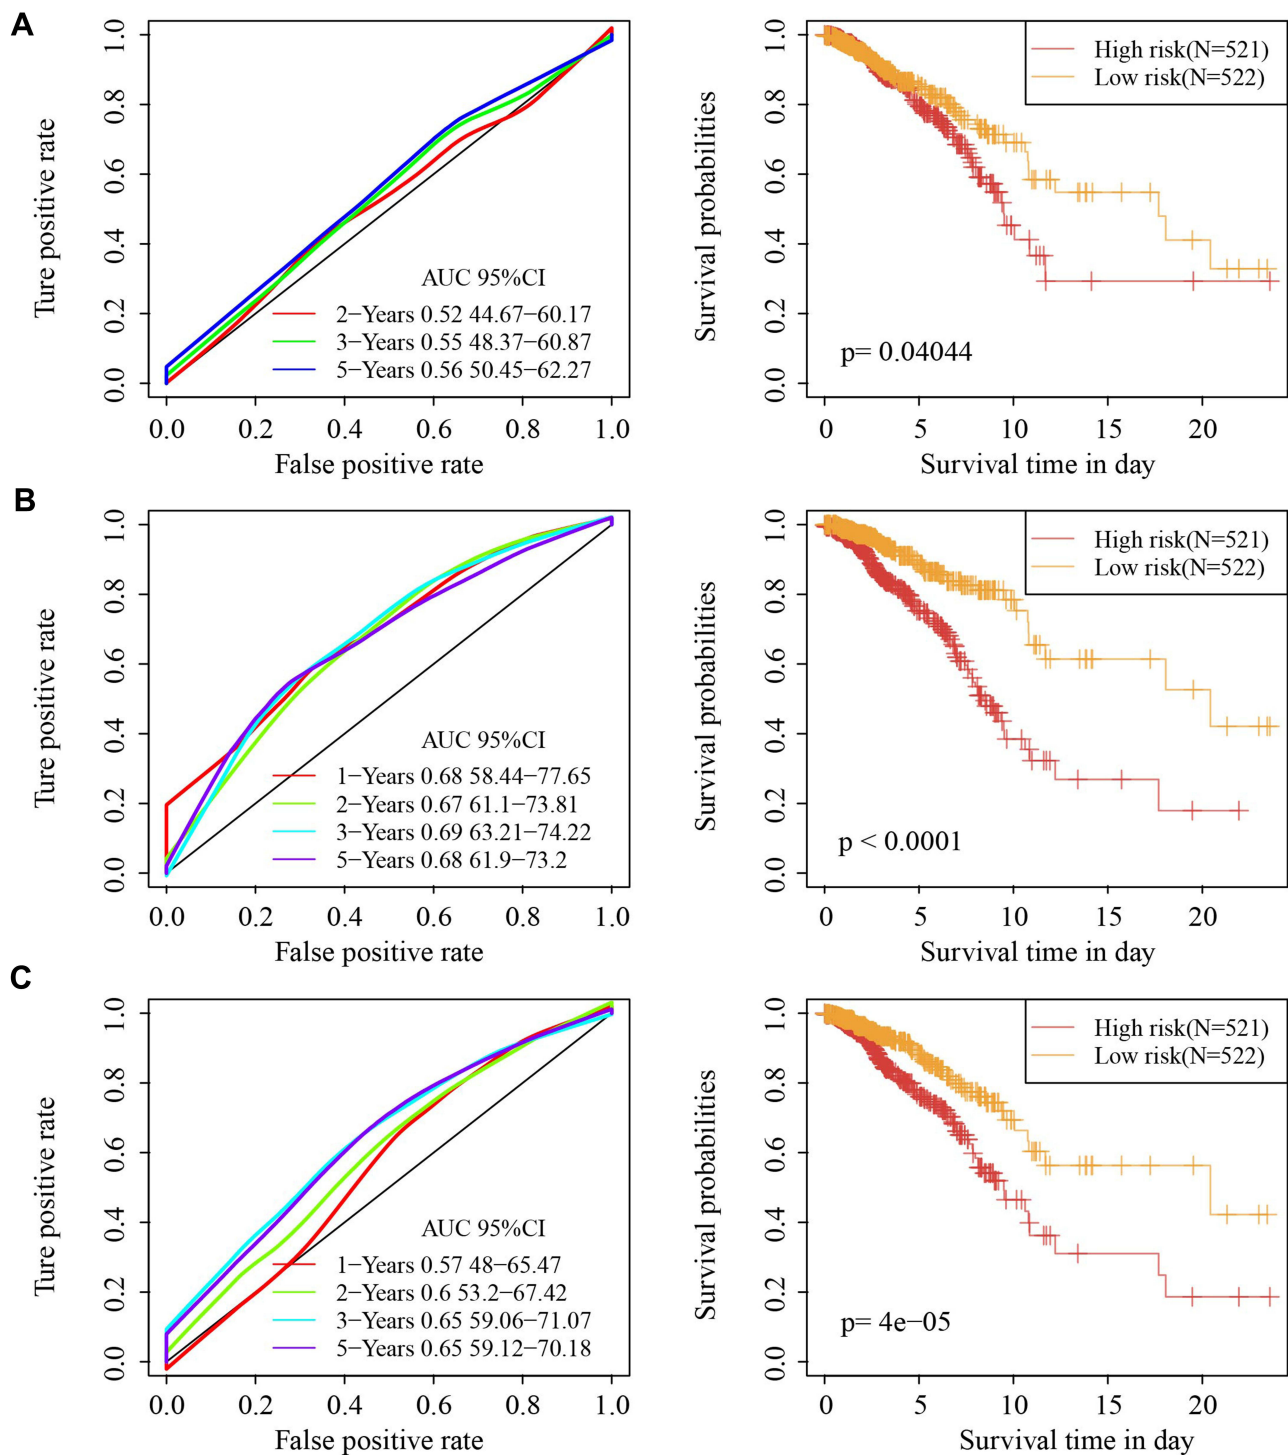 A
Ture positive rate
0.0 0.2 0.4 0.6 0.8 1.0
AUC 95%CI
2−Years 0.52 44.67−60.17
3−Years 0.55 48.37−60.87
5−Years 0.56 50.45−62.27
0.0 0.2 0.4 0.6 0.8 1.0
False positive rate
Survival probabilities
0.0 0.2 0.4 0.6 0.8 1.0
High risk(N=521)
Low risk(N=522)
p= 0.04044
0 5 10 15 20
Survival time in day
B
Ture positive rate
0.0 0.2 0.4 0.6 0.8 1.0
AUC 95%CI
1−Years 0.68 58.44−77.65
2−Years 0.67 61.1−73.81
3−Years 0.69 63.21−74.22
5−Years 0.68 61.9−73.2
0.0 0.2 0.4 0.6 0.8 1.0
False positive rate
Survival probabilities
0.0 0.2 0.4 0.6 0.8 1.0
High risk(N=521)
Low risk(N=522)
p < 0.0001
0 5 10 15 20
Survival time in day
C
Ture positive rate
0.0 0.2 0.4 0.6 0.8 1.0
AUC 95%CI
1−Years 0.57 48−65.47
2−Years 0.6 53.2−67.42
3−Years 0.65 59.06−71.07
5−Years 0.65 59.12−70.18
0.0 0.2 0.4 0.6 0.8 1.0
False positive rate
Survival probabilities
0.0 0.2 0.4 0.6 0.8 1.0
High risk(N=521)
Low risk(N=522)
p= 4e−05
0 5 10 15 20
Survival time in day